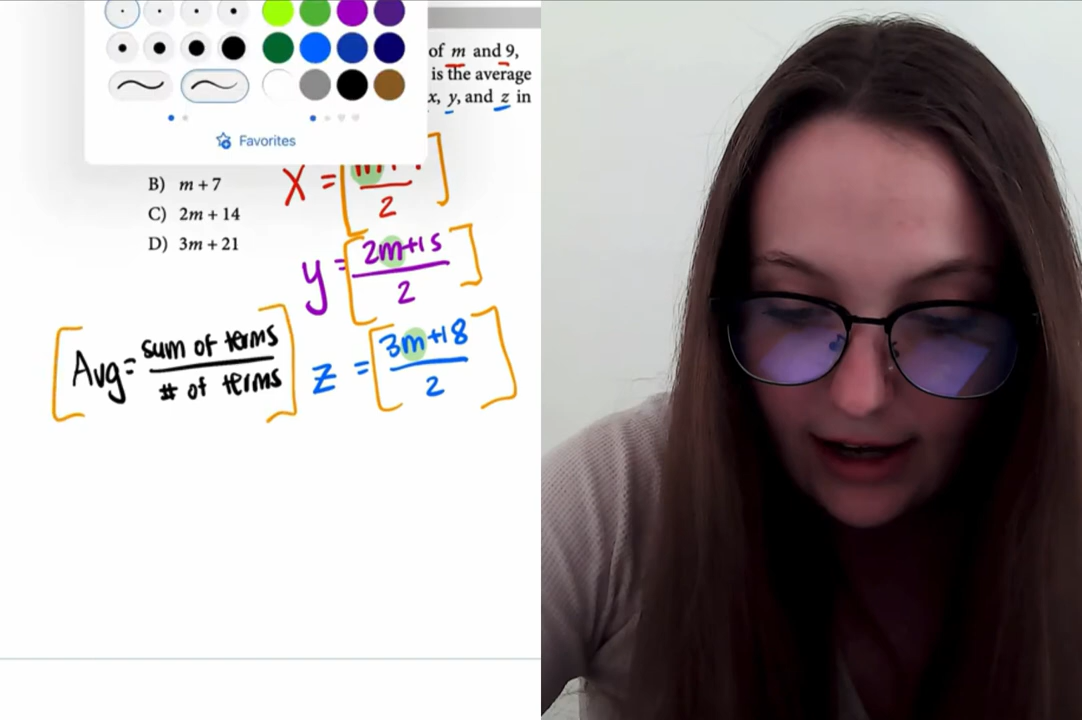 of m and 9,
is the average
x, y, and z in
Favorites
B) m + 7
C) 2m + 14
D) 3m + 21
X = [ 2 ]
y = [ 2m+15 / 2 ]
[ Avg = sum of terms / # of terms ]
z = [ 3m+18 / 2 ]